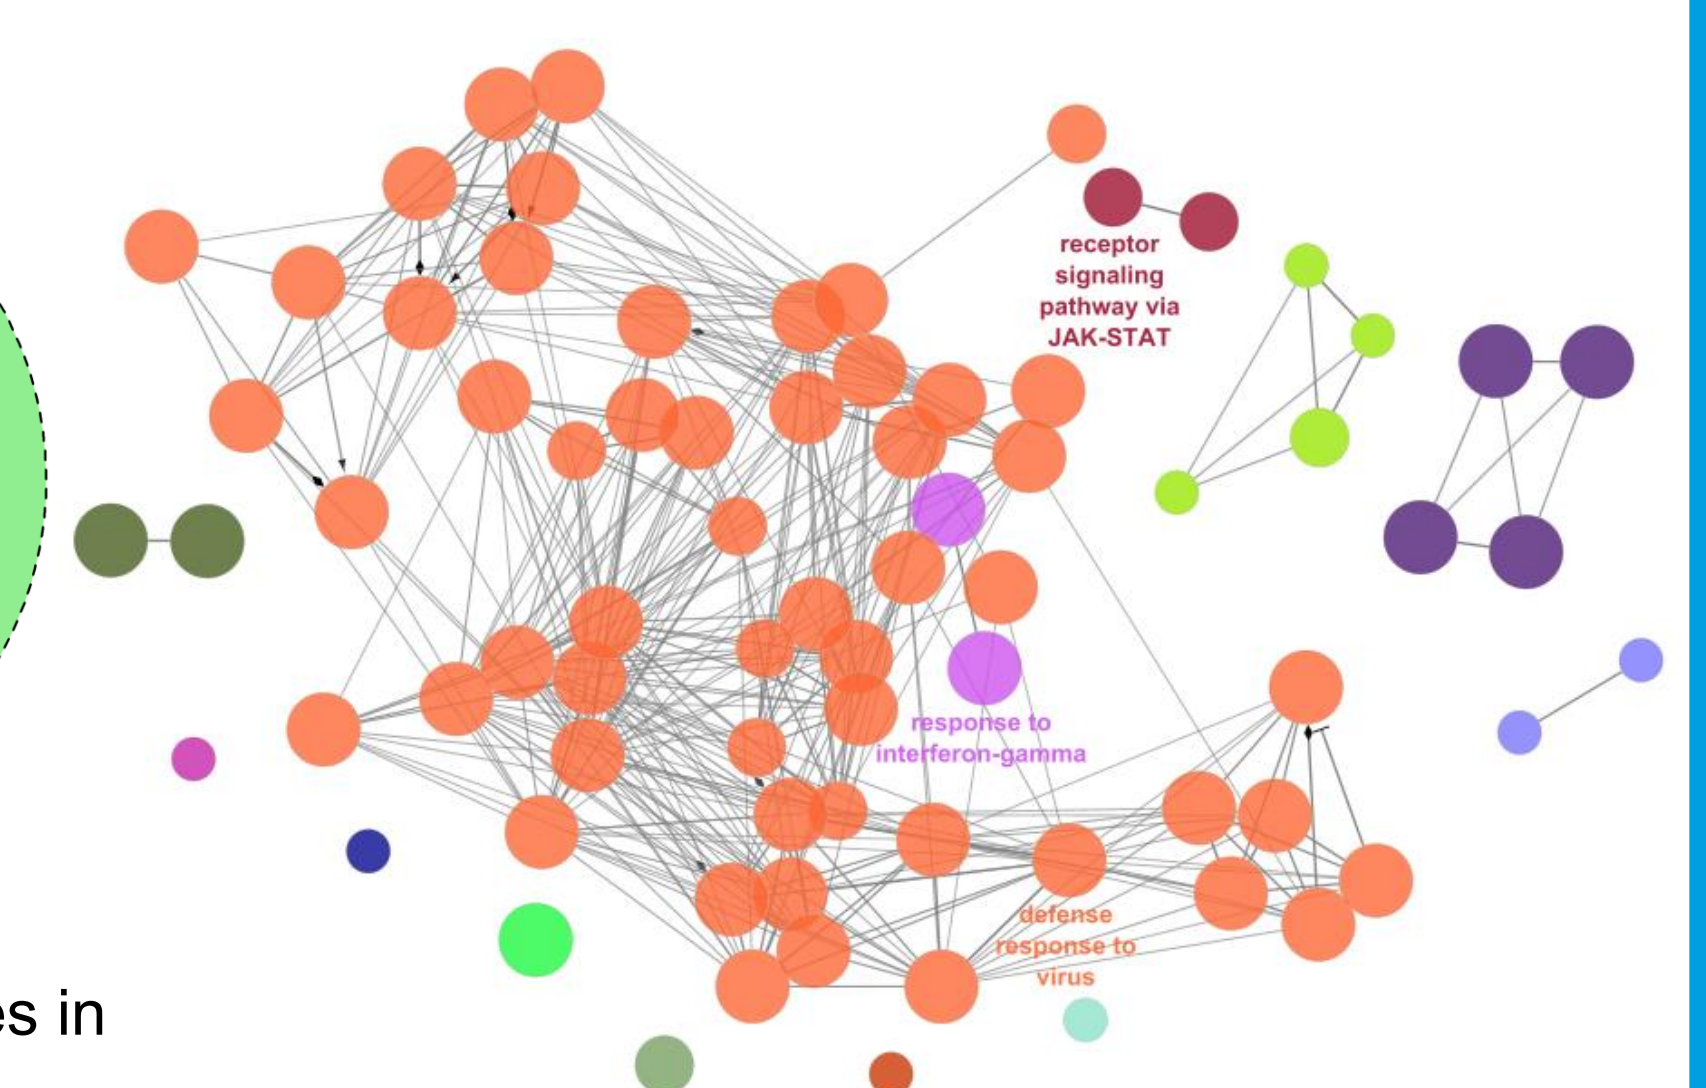 receptor
signaling
pathway via
JAK-STAT
response to
interferon-gamma
defense
response to
virus
es in